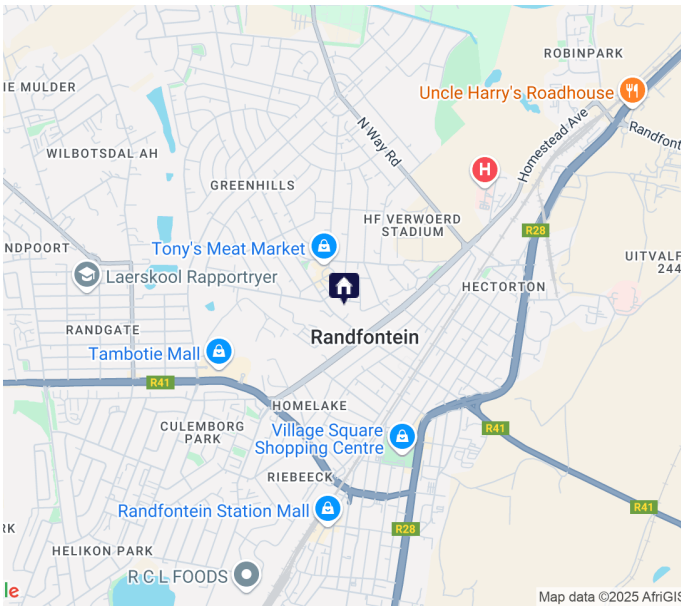 ROBINPARK
IE MULDER
Uncle Harry's Roadhouse
Homestead Ave
Randfont
N Way Rd
WILBOTSDAL AH
H
GREENHILLS
HF VERWOERD
STADIUM
R28
NDPOORT
Tony's Meat Market
UITVALF
244
Laerskool Rapportryer
HECTORTON
RANDGATE
Randfontein
Tambotie Mall
R41
HOMELAKE
CULEMBORG
PARK
Village Square
Shopping Centre
R41
RIEBEECK
Randfontein Station Mall
R41
RK
R28
HELIKON PARK
R C L FOODS
le
Map data ©2025 AfriGIS